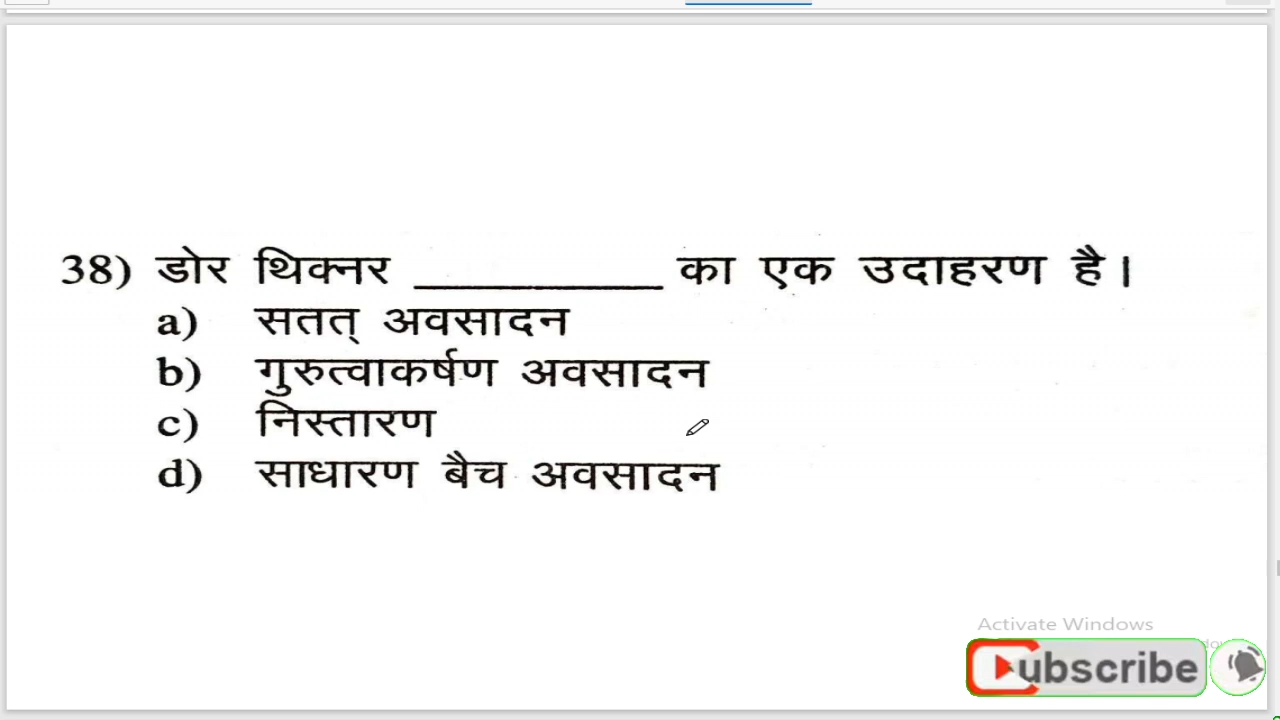 38) डोर थिक्नर __________ का एक उदाहरण है।
a) सतत् अवसादन
b) गुरुत्वाकर्षण अवसादन
c) निस्तारण
d) साधारण बैच अवसादन
Activate Windows
ubscribe